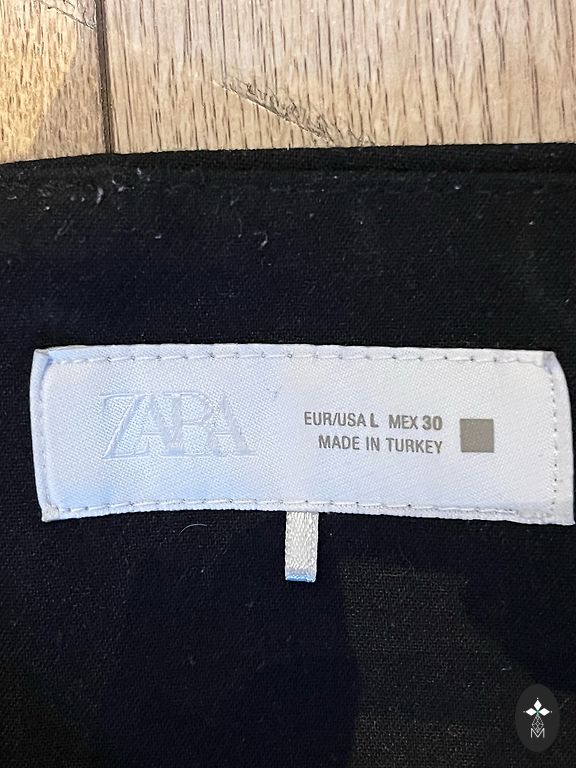 ZARA
EUR/USA L MEX 30
MADE IN TURKEY
M